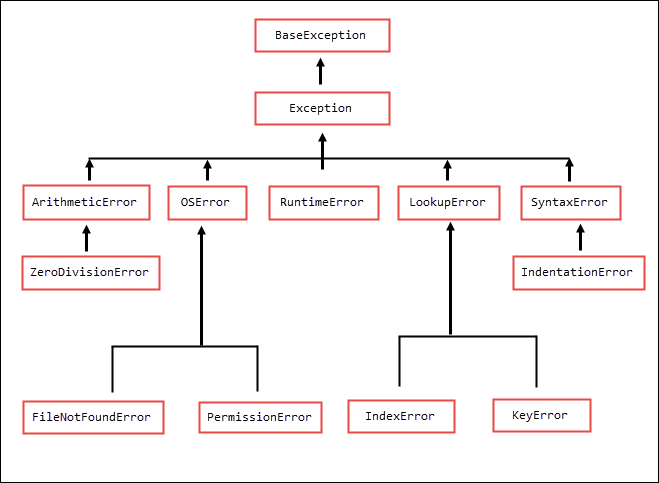 BaseException
Exception
ArithmeticError
OSError
RuntimeError
LookupError
SyntaxError
ZeroDivisionError
IndentationError
FileNotFoundError
PermissionError
IndexError
KeyError